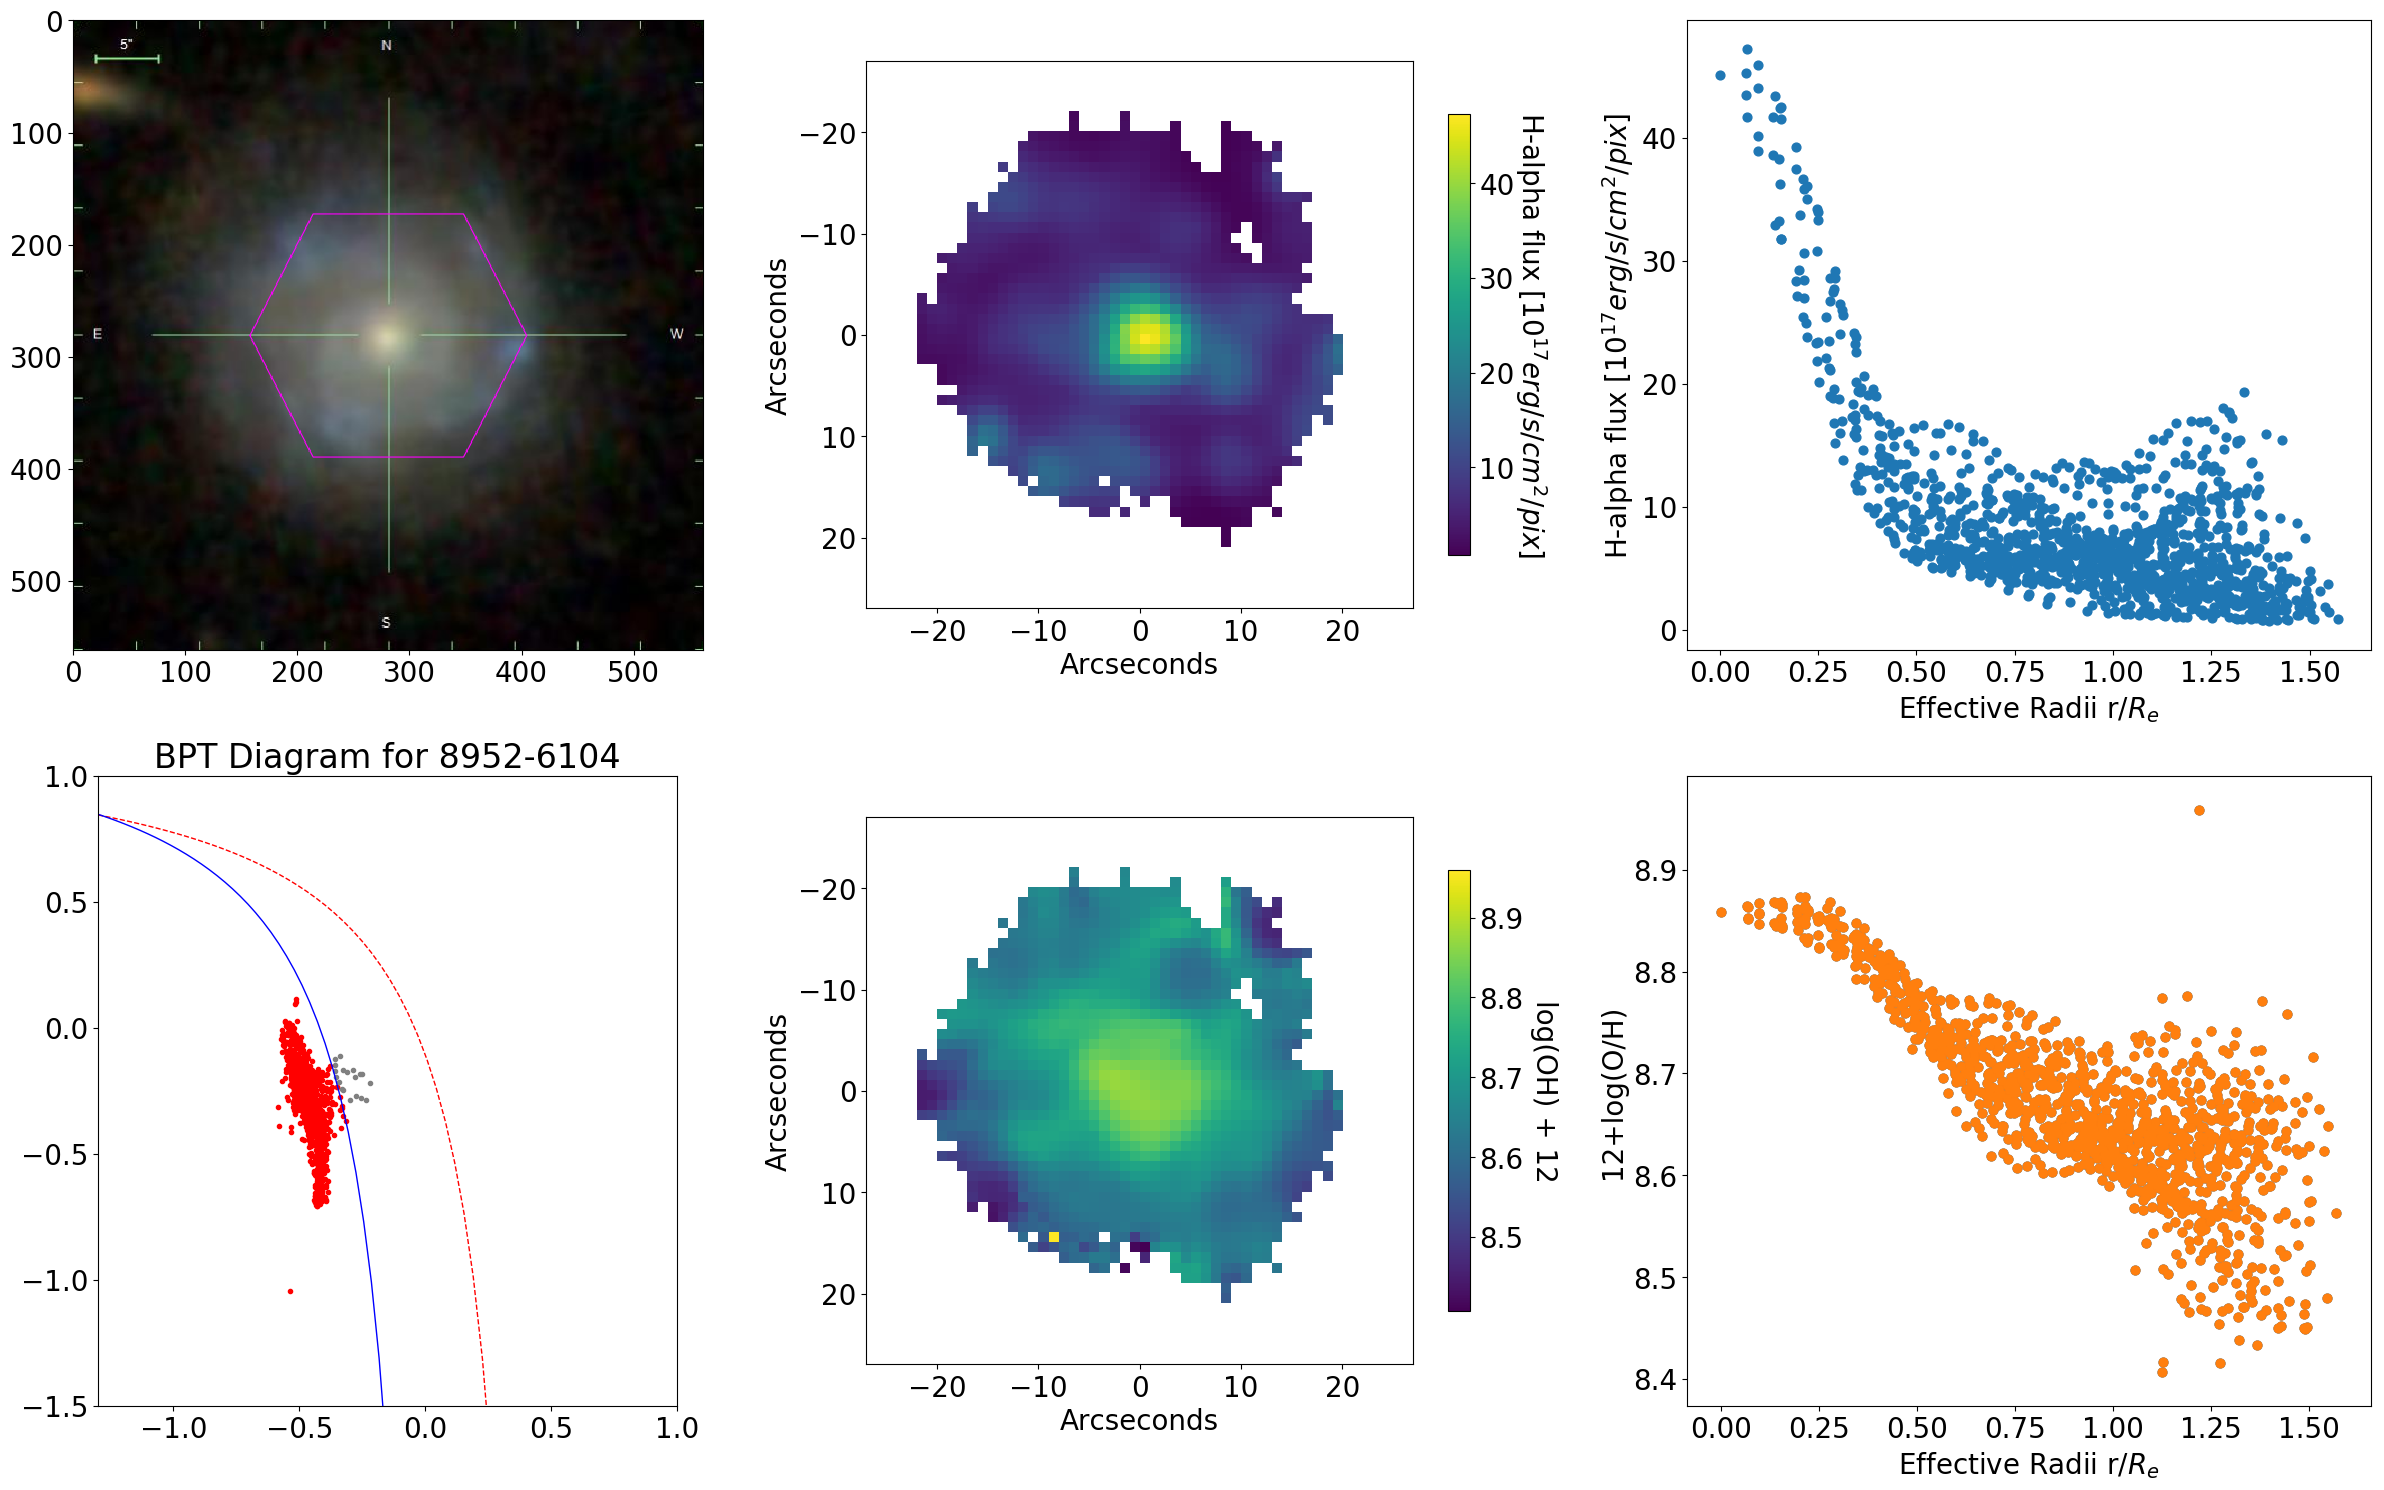 0
100
200
300
400
500
0 100 200 300 400 500
5"
N
E
W
S
−20
−10
0
10
20
−20 −10 0 10 20
Arcseconds
Arcseconds
40
30
20
10
H-alpha flux [10^17 erg/s/cm^2/pix]
H-alpha flux [10^17 erg/s/cm^2/pix]
40
30
20
10
0
0.00 0.25 0.50 0.75 1.00 1.25 1.50
Effective Radii r/R_e
BPT Diagram for 8952-6104
1.0
0.5
0.0
−0.5
−1.0
−1.5
−1.0 −0.5 0.0 0.5 1.0
−20
−10
0
10
20
−20 −10 0 10 20
Arcseconds
Arcseconds
8.9
8.8
8.7
8.6
8.5
log(OH) + 12
12+log(O/H)
8.9
8.8
8.7
8.6
8.5
8.4
0.00 0.25 0.50 0.75 1.00 1.25 1.50
Effective Radii r/R_e